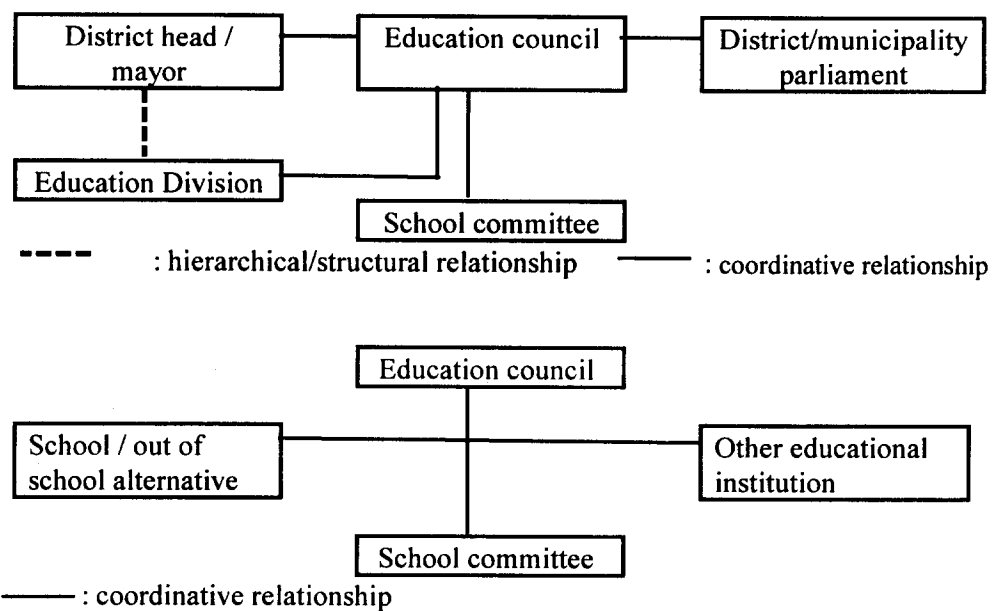 District head /
mayor
Education council
District/municipality
parliament
Education Division
School committee
: hierarchical/structural relationship
: coordinative relationship
Education council
School / out of
school alternative
Other educational
institution
School committee
: coordinative relationship